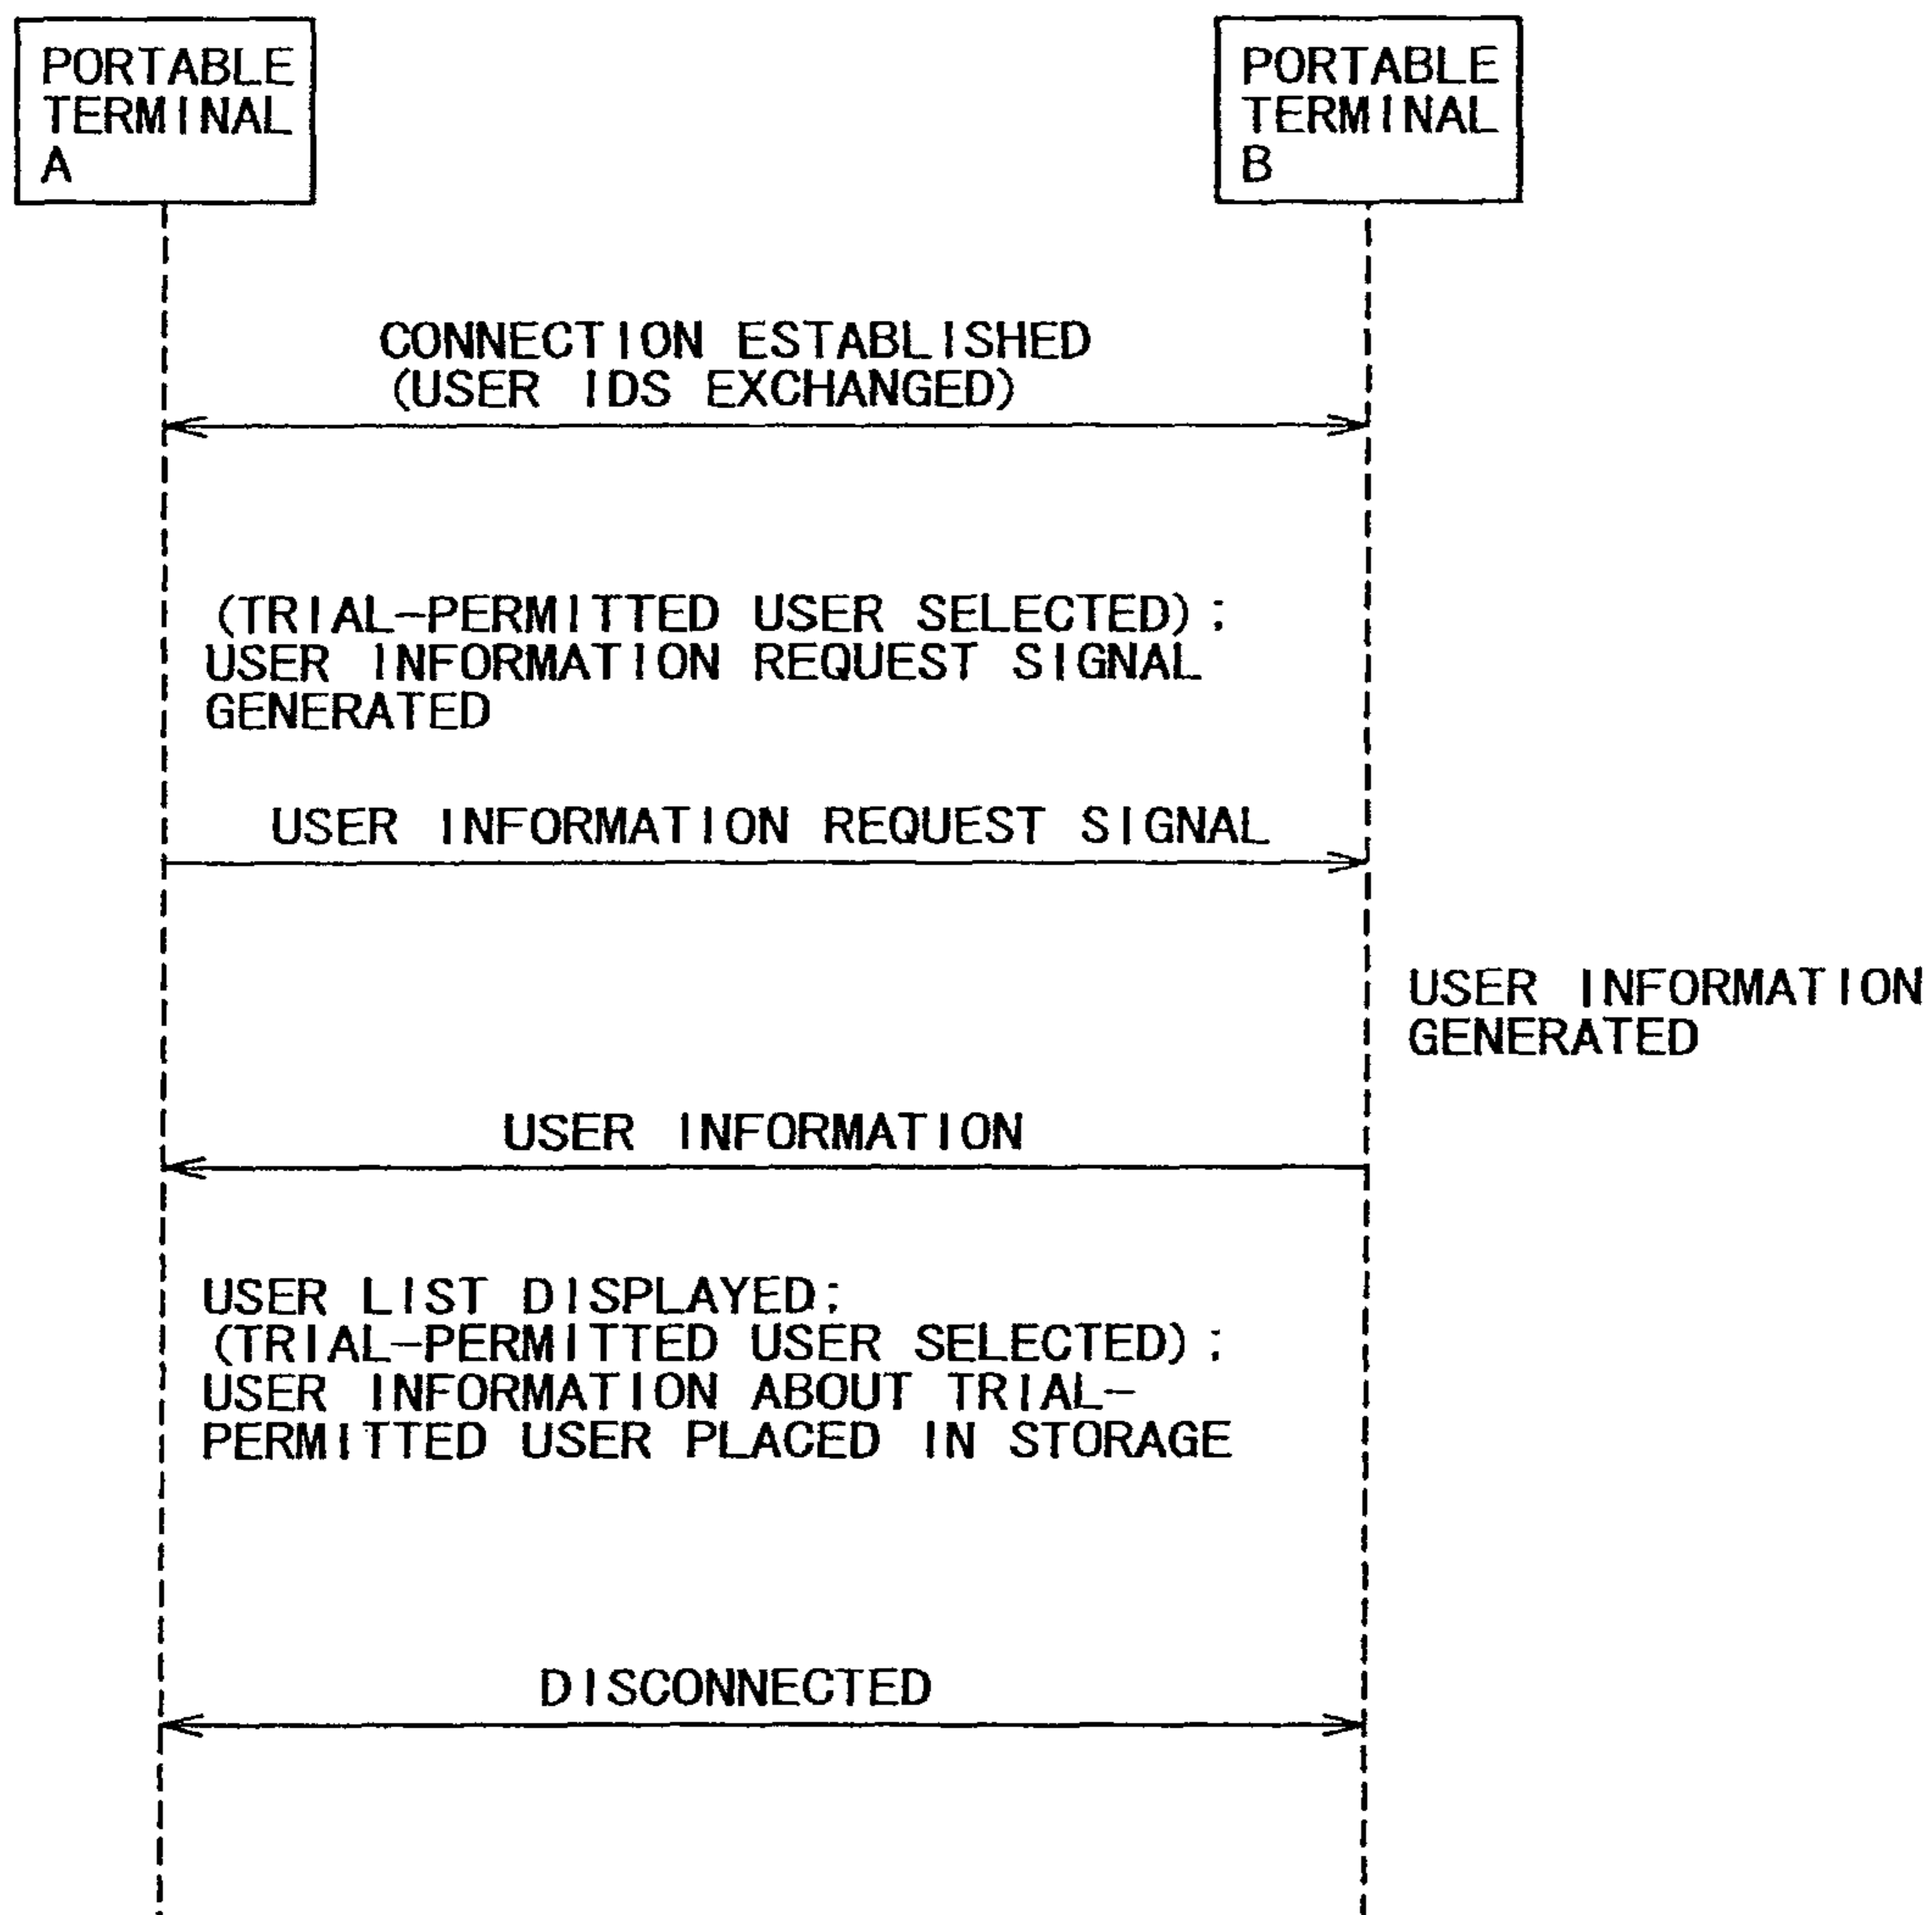 PORTABLE
TERMINAL
A
PORTABLE
TERMINAL
B
CONNECTION ESTABLISHED
(USER IDS EXCHANGED)
(TRIAL-PERMITTED USER SELECTED);
USER INFORMATION REQUEST SIGNAL
GENERATED
USER INFORMATION REQUEST SIGNAL
USER INFORMATION
GENERATED
USER INFORMATION
USER LIST DISPLAYED;
(TRIAL-PERMITTED USER SELECTED);
USER INFORMATION ABOUT TRIAL-
PERMITTED USER PLACED IN STORAGE
DISCONNECTED